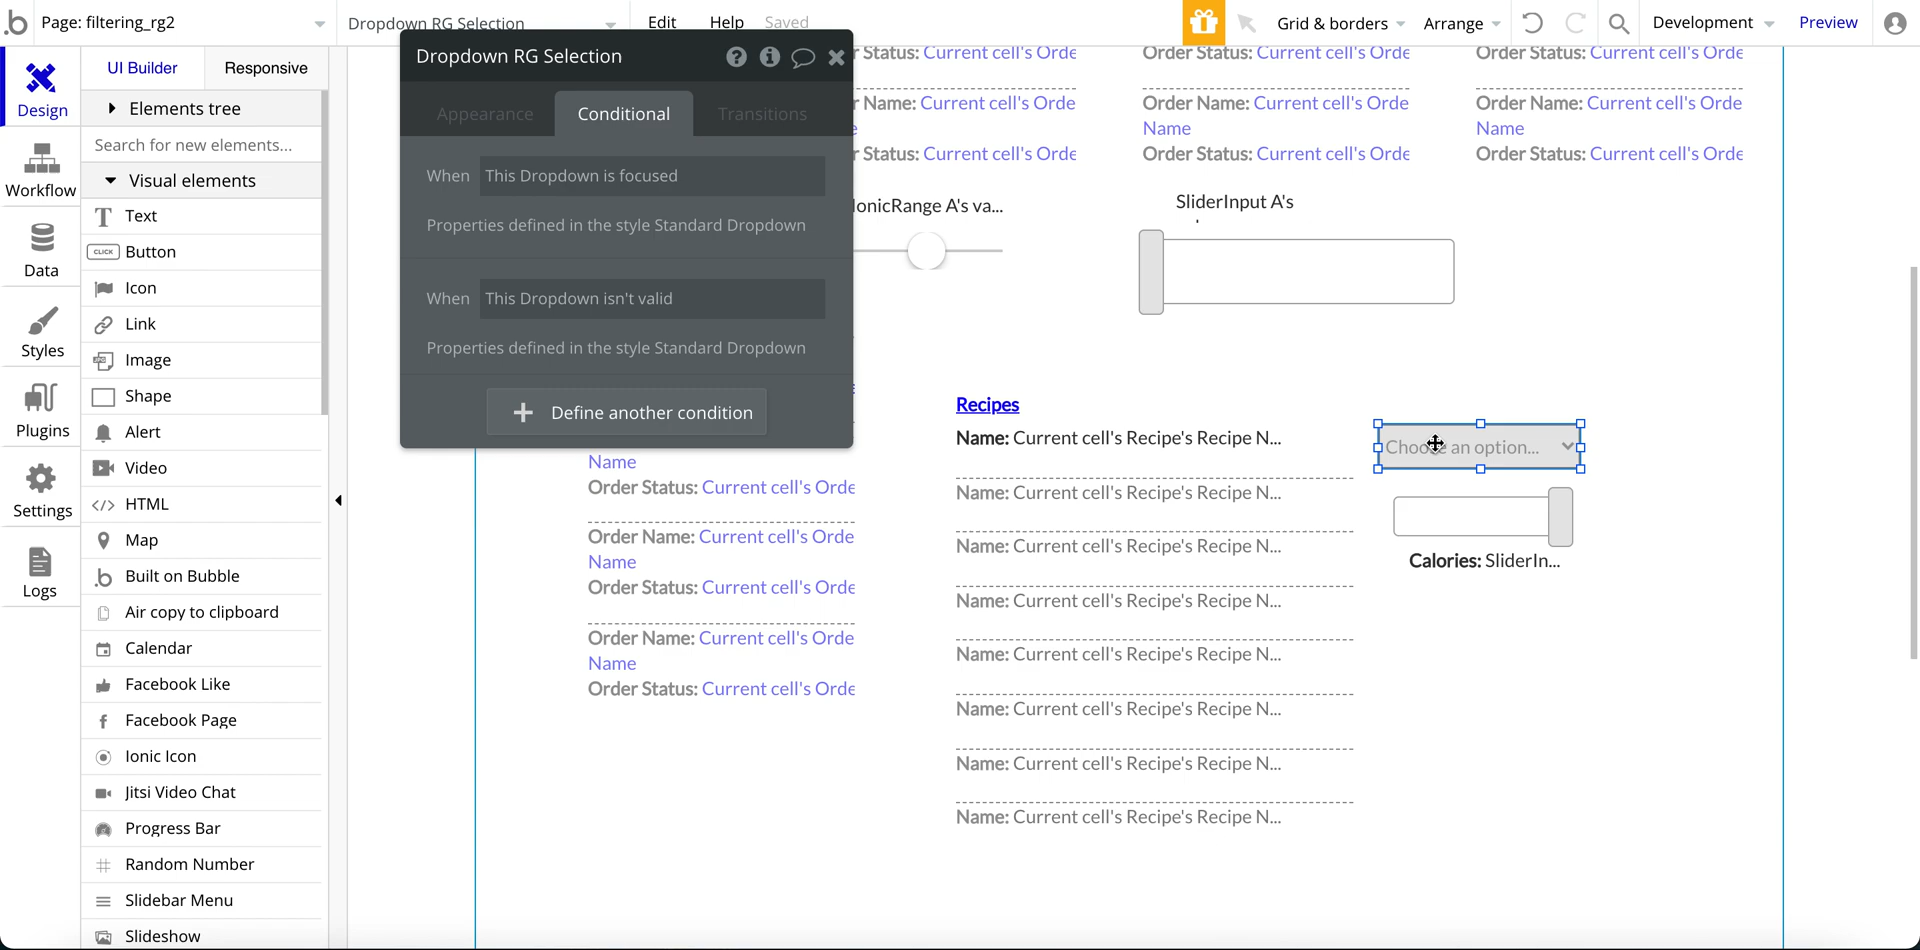 Page: filtering_rg2
Dropdown RG Selection
Edit
Help
Saved
Grid & borders
Arrange
Development
Preview
Design
Workflow
Data
Styles
Plugins
Settings
Logs
UI Builder
Responsive
Elements tree
Search for new elements...
Visual elements
Text
CLICK Button
Icon
Link
Image
Shape
Alert
Video
HTML
Map
Built on Bubble
Air copy to clipboard
Calendar
Facebook Like
Facebook Page
Ionic Icon
Jitsi Video Chat
Progress Bar
Random Number
Slidebar Menu
Slideshow
Dropdown RG Selection
Appearance
Conditional
Transitions
When This Dropdown is focused
Properties defined in the style Standard Dropdown
When This Dropdown isn't valid
Properties defined in the style Standard Dropdown
Define another condition
r Status: Current cell's Orde
r Name: Current cell's Orde
e
r Status: Current cell's Orde
Order Status: Current cell's Orde
Order Name: Current cell's Orde
Name
Order Status: Current cell's Orde
Order Status: Current cell's Orde
Order Name: Current cell's Orde
Name
Order Status: Current cell's Orde
IonicRange A's va...
SliderInput A's
Name
Order Status: Current cell's Orde
Order Name: Current cell's Orde
Name
Order Status: Current cell's Orde
Order Name: Current cell's Orde
Name
Order Status: Current cell's Orde
Recipes
Name: Current cell's Recipe's Recipe N...
Name: Current cell's Recipe's Recipe N...
Name: Current cell's Recipe's Recipe N...
Name: Current cell's Recipe's Recipe N...
Name: Current cell's Recipe's Recipe N...
Name: Current cell's Recipe's Recipe N...
Name: Current cell's Recipe's Recipe N...
Name: Current cell's Recipe's Recipe N...
Choose an option...
Calories: SliderIn...